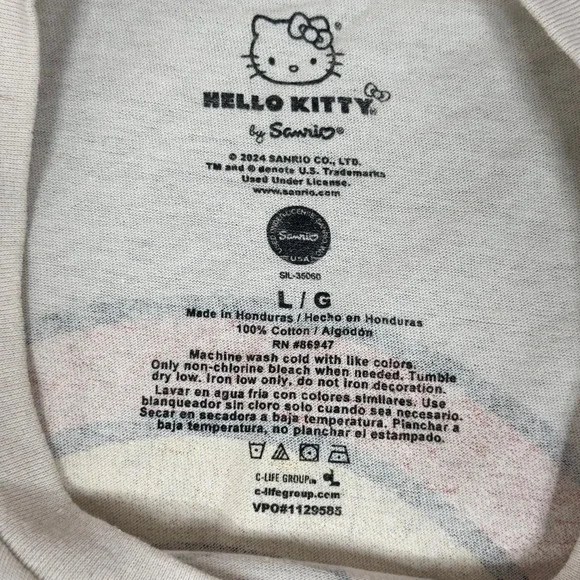 HELLO KITTY®
by Sanrio®
© 2024 SANRIO CO., LTD.
TM and ® denote U.S. Trademarks
Used Under License.
www.sanrio.com
Sanrio
USA
SIL-35060
L / G
Made in Honduras / Hecho en Honduras
100% Cotton / Algodón
RN #86947
Machine wash cold with like colors.
Only non-chlorine bleach when needed. Tumble
dry low. Iron low only, do not iron decoration.
Lavar en agua fria con colores similares. Use
blanqueador sin cloro solo cuando sea necesario.
Secar en secadora a baja temperatura. Planchar a
baja temperatura, no planchar el estampado.
C-LIFE GROUP
c-lifegroup.com
VPO#1129585